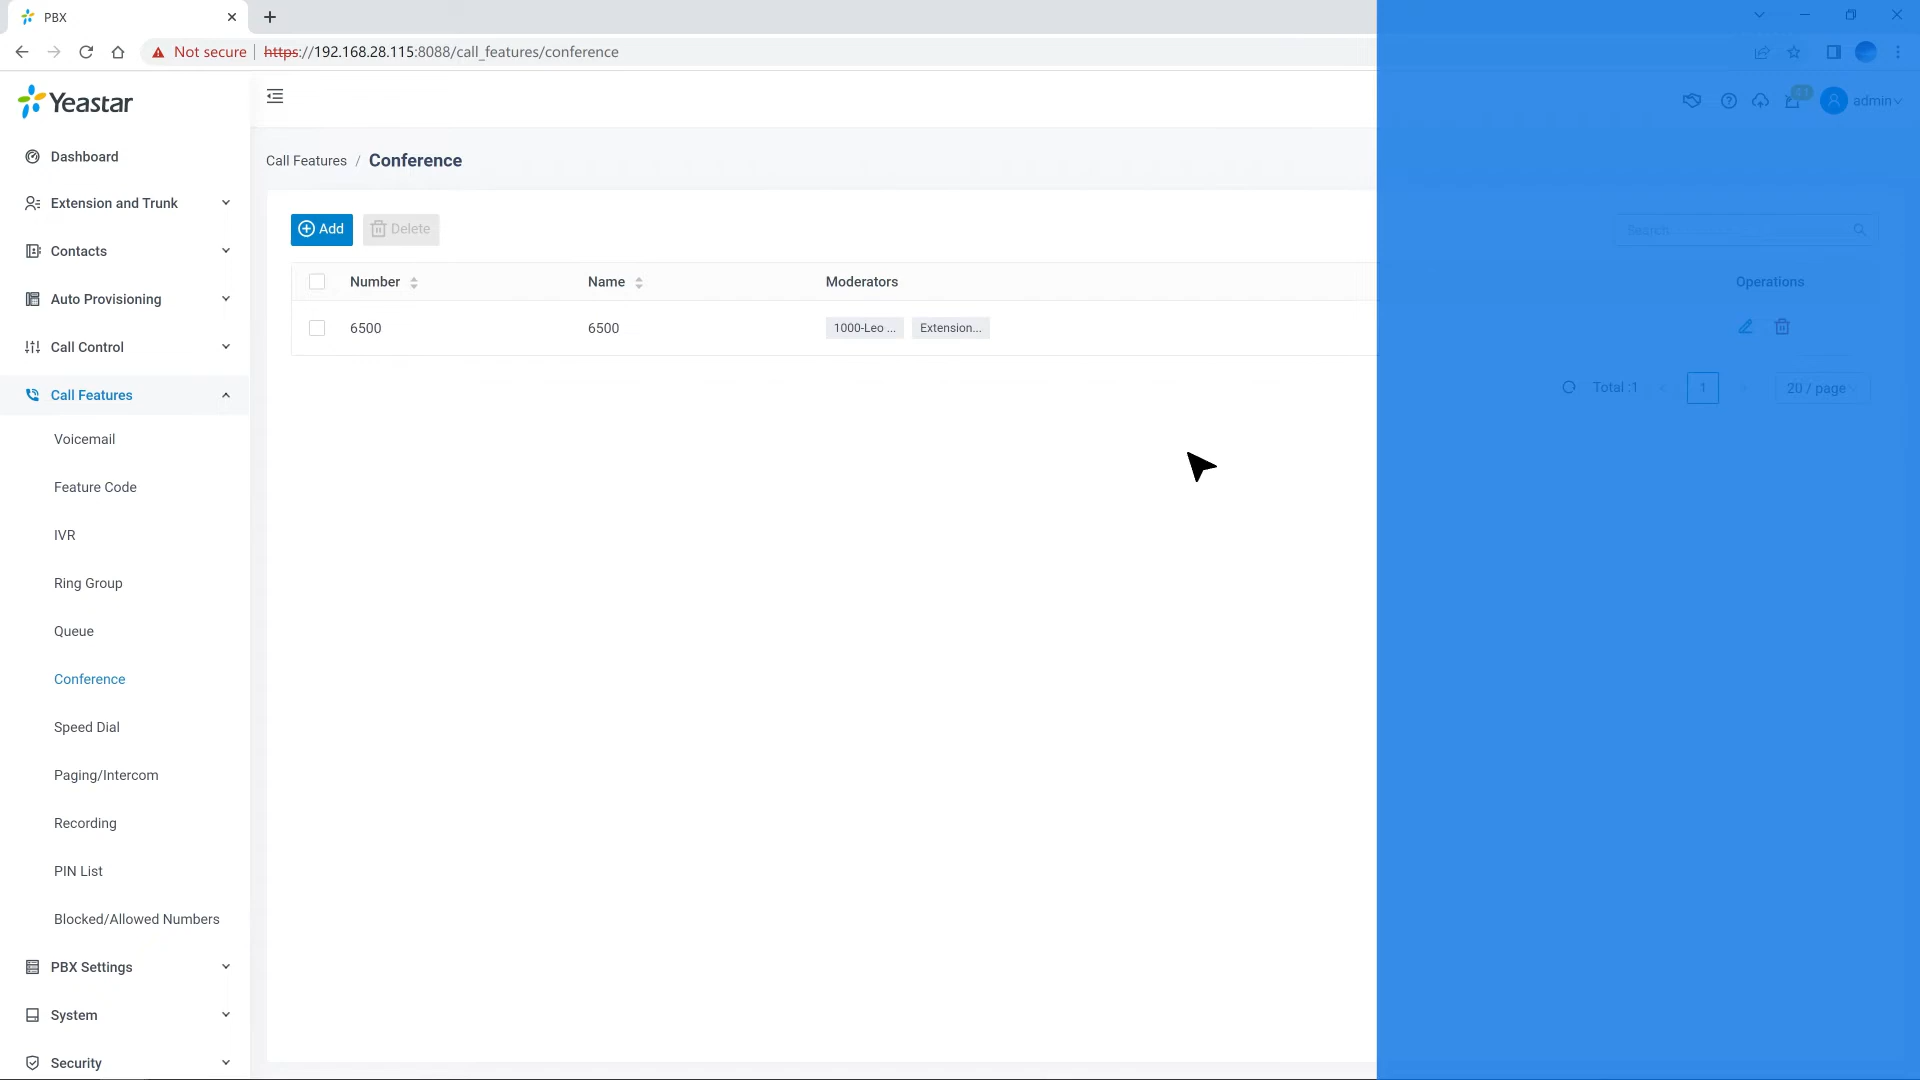 PBX
Not secure https://192.168.28.115:8088/call_features/conference
Yeastar
admin
Dashboard
Call Features / Conference
Extension and Trunk
Add Delete
Search
Contacts
Number Name Moderators Operations
Auto Provisioning
6500 6500 1000-Leo ... Extension...
Call Control
Total :1 < 1 > 20 / page
Call Features
Voicemail
Feature Code
IVR
Ring Group
Queue
Conference
Speed Dial
Paging/Intercom
Recording
PIN List
Blocked/Allowed Numbers
PBX Settings
System
Security